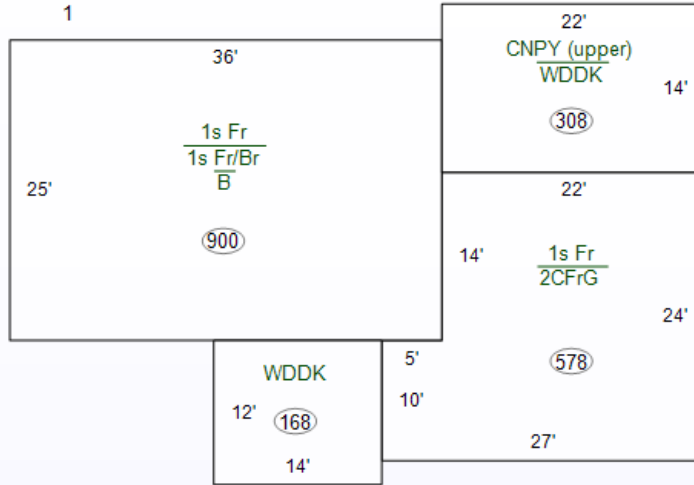 1
36'
1s Fr
1s Fr/Br
B
25'
900
22'
CNPY (upper)
WDDK
14'
308
22'
14'
1s Fr
2CFrG
24'
578
5'
10'
27'
WDDK
12'
168
14'